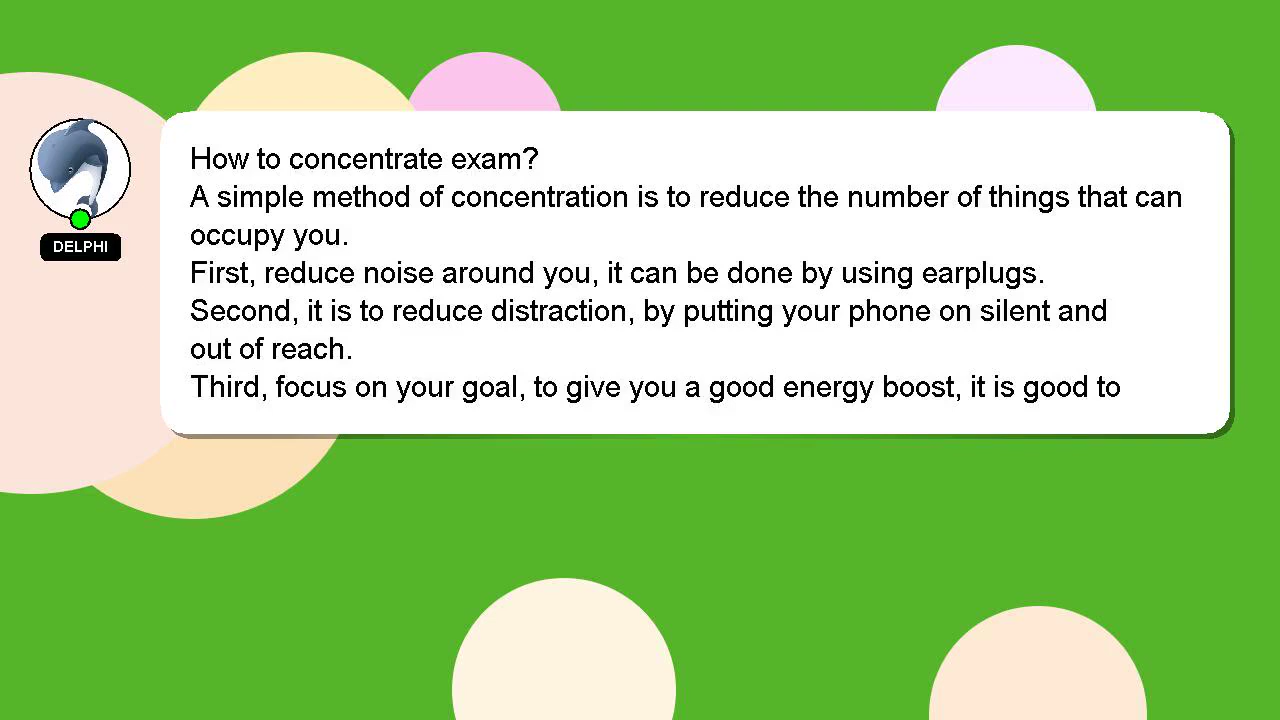 How to concentrate exam?
A simple method of concentration is to reduce the number of things that can
occupy you.
First, reduce noise around you, it can be done by using earplugs.
Second, it is to reduce distraction, by putting your phone on silent and
out of reach.
Third, focus on your goal, to give you a good energy boost, it is good to
DELPHI